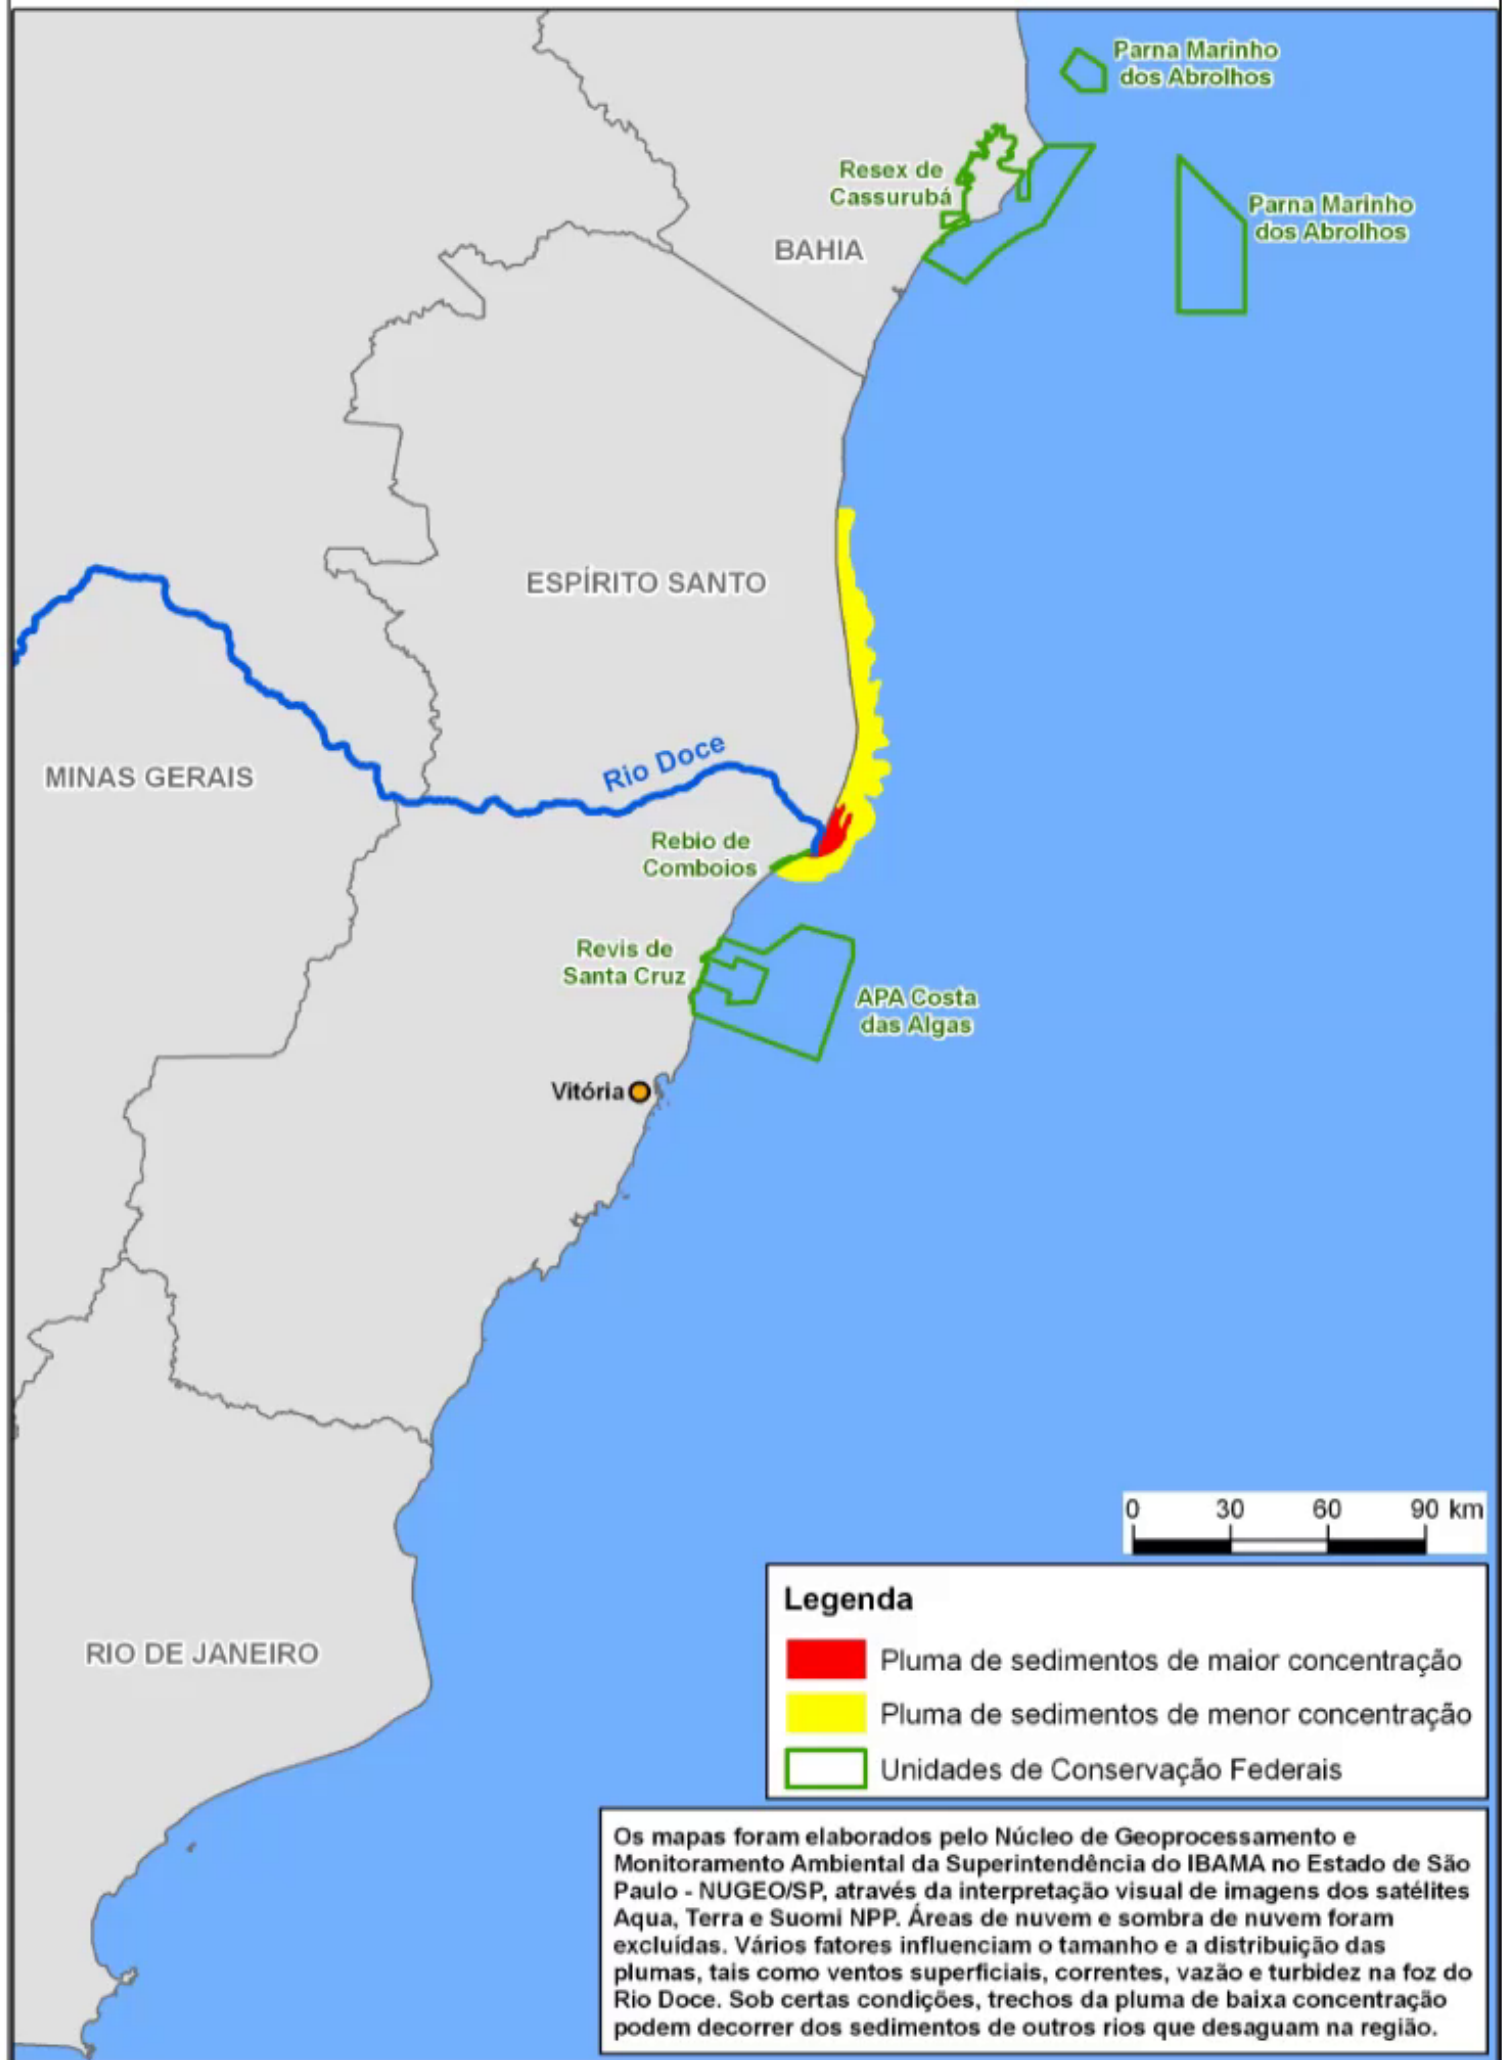 Parna Marinho
dos Abrolhos
Resex de
Cassurubá
Parna Marinho
dos Abrolhos
BAHIA
ESPÍRITO SANTO
Rio Doce
MINAS GERAIS
Rebio de
Comboios
Revis de
Santa Cruz
APA Costa
das Algas
Vitória
0 30 60 90 km
Legenda
Pluma de sedimentos de maior concentração
Pluma de sedimentos de menor concentração
Unidades de Conservação Federais
RIO DE JANEIRO
Os mapas foram elaborados pelo Núcleo de Geoprocessamento e
Monitoramento Ambiental da Superintendência do IBAMA no Estado de São
Paulo - NUGEO/SP, através da interpretação visual de imagens dos satélites
Aqua, Terra e Suomi NPP. Áreas de nuvem e sombra de nuvem foram
excluídas. Vários fatores influenciam o tamanho e a distribuição das
plumas, tais como ventos superficiais, correntes, vazão e turbidez na foz do
Rio Doce. Sob certas condições, trechos da pluma de baixa concentração
podem decorrer dos sedimentos de outros rios que desaguam na região.